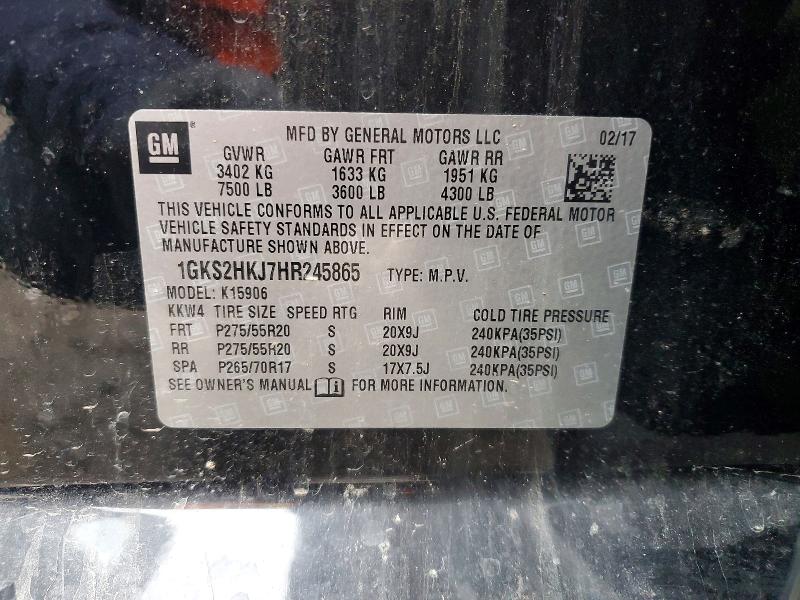 GM ® MFD BY GENERAL MOTORS LLC 02/17
GVWR GAWR FRT GAWR RR
3402 KG 1633 KG 1951 KG
7500 LB 3600 LB 4300 LB
THIS VEHICLE CONFORMS TO ALL APPLICABLE U.S. FEDERAL MOTOR
VEHICLE SAFETY STANDARDS IN EFFECT ON THE DATE OF
MANUFACTURE SHOWN ABOVE.
1GKS2HKJ7HR245865 TYPE: M.P.V.
MODEL: K15906
KKW4 TIRE SIZE SPEED RTG RIM COLD TIRE PRESSURE
FRT P275/55R20 S 20X9J 240KPA(35PSI)
RR P275/55R20 S 20X9J 240KPA(35PSI)
SPA P265/70R17 S 17X7.5J 240KPA(35PSI)
SEE OWNER'S MANUAL i FOR MORE INFORMATION.